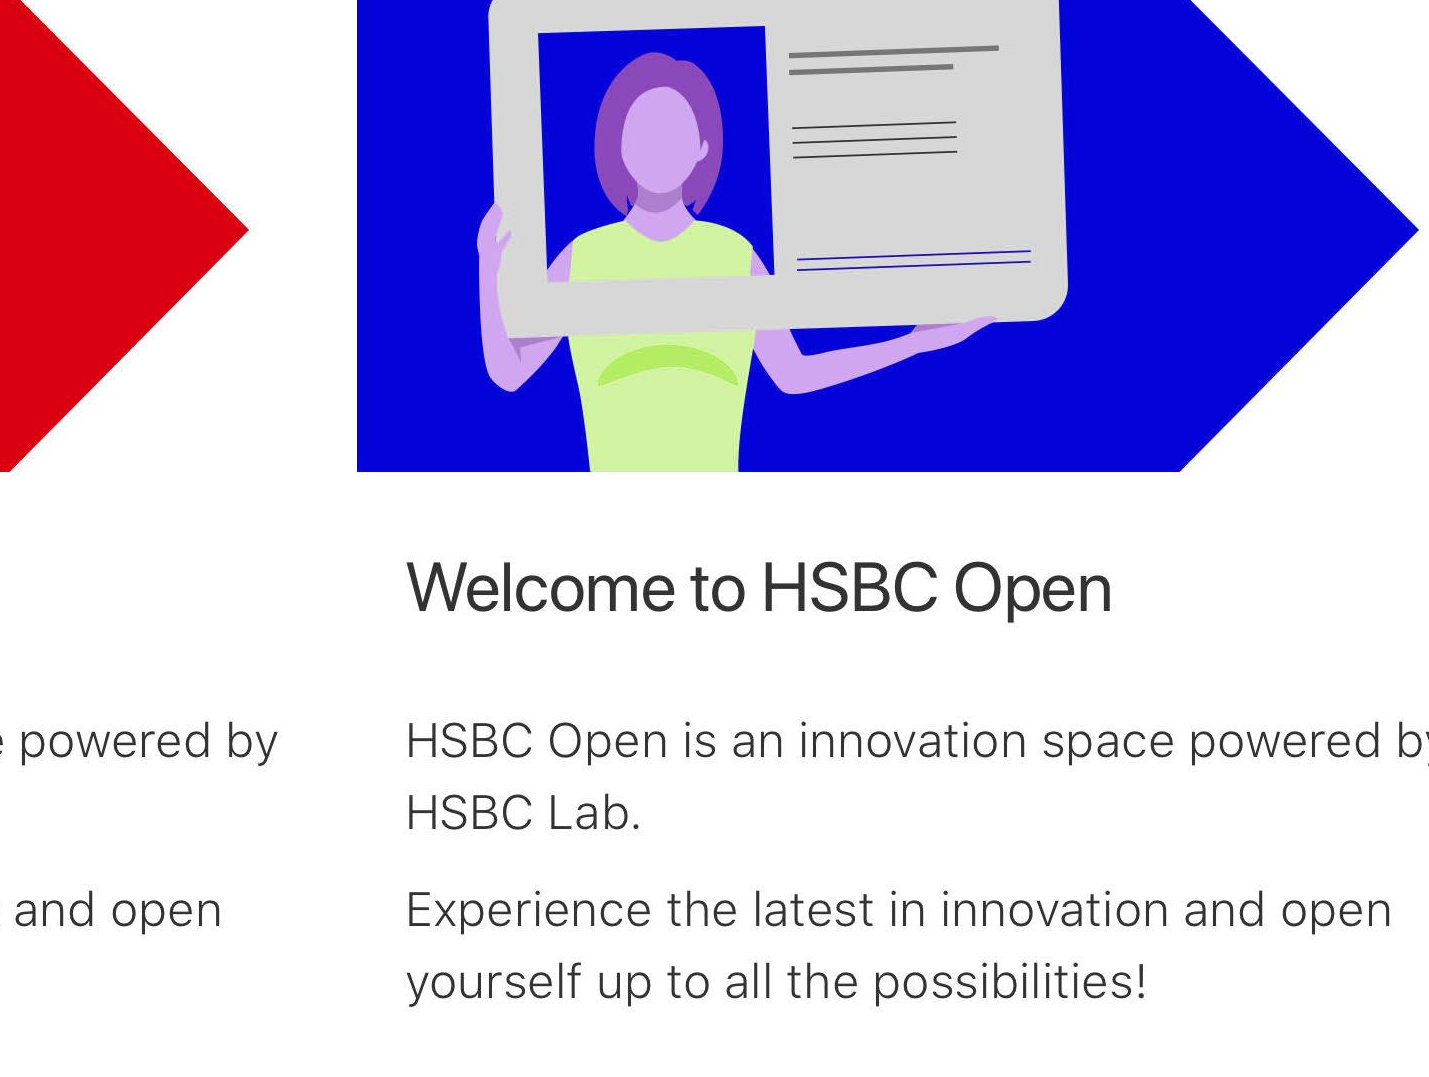 Welcome to HSBC Open
powered by
HSBC Open is an innovation space powered by
HSBC Lab.
and open
Experience the latest in innovation and open
yourself up to all the possibilities!